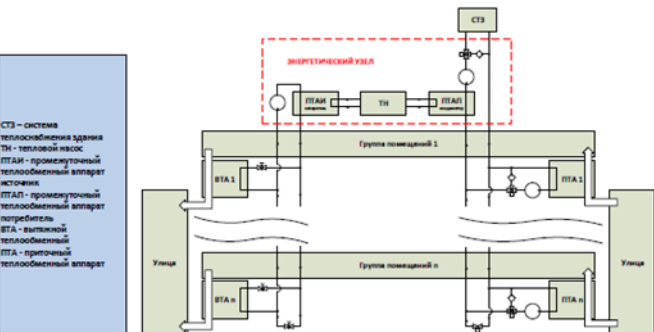 СТЗ
ЭНЕРГЕТИЧЕСКИЙ УЗЕЛ
ПТАИ
испаритель
ТН
ПТАП
конденсатор
СТЗ – система
теплоснабжения здания
ТН - тепловой насос
ПТАИ - промежуточный
теплообменный аппарат
источник
ПТАП - промежуточный
теплообменный аппарат
потребитель
ВТА - вытяжной
теплообменный
ПТА - приточный
теплообменный аппарат
Группа помещений 1
ВТА 1
ПТА 1
Улица
Улица
Группа помещений n
ВТА n
ПТА n